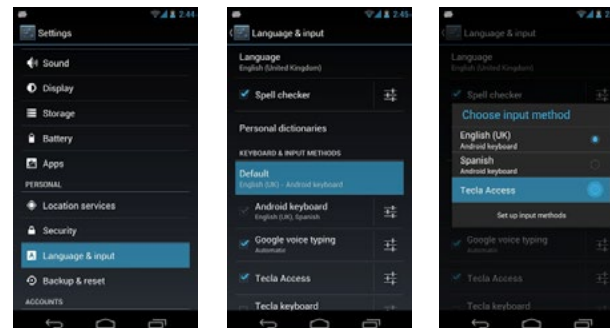 2:44
Settings
Sound
Display
Storage
Battery
Apps
PERSONAL
Location services
Security
Language & input
Backup & reset
ACCOUNTS
2:45
Language & input
Language
English (United Kingdom)
Spell checker
Personal dictionaries
KEYBOARD & INPUT METHODS
Default
English (UK) - Android keyboard
Android keyboard
English (UK), Spanish
Google voice typing
Automatic
Tecla Access
Tecla keyboard
Language & input
Language
English (United Kingdom)
Spell checker
Choose input method
English (UK)
Android keyboard
Spanish
Android keyboard
Tecla Access
Set up input methods
Google voice typing
Automatic
Tecla Access
Tecla keyboard